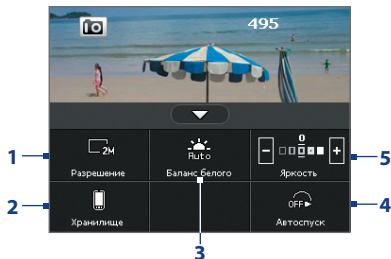 495
0
2M
Auto
1
Разрешение
Баланс белого
Яркость
5
OFF
2
Хранилище
Автоспуск
4
3